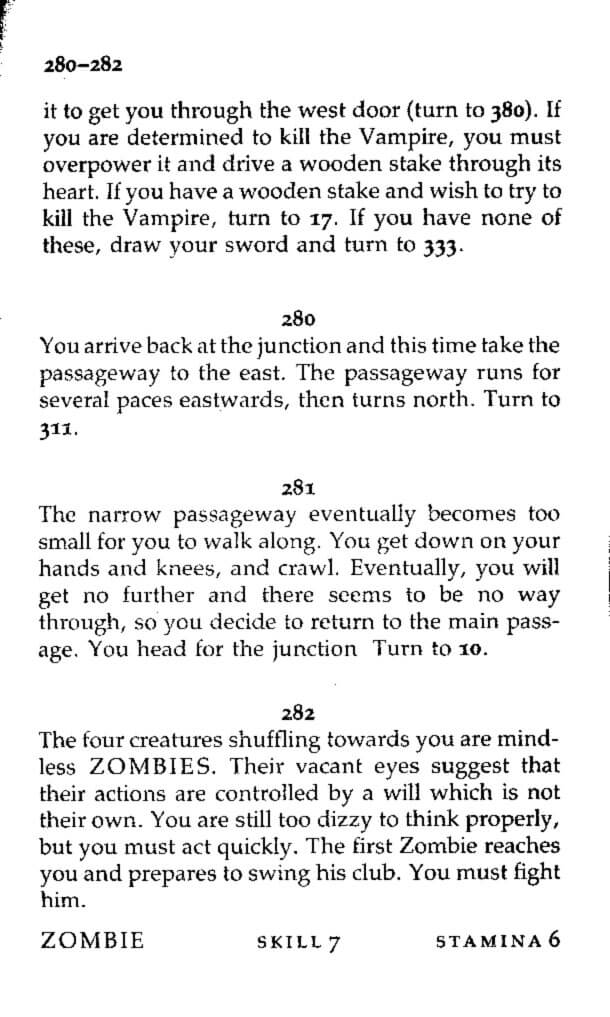 280–282
it to get you through the west door (turn to 380). If
you are determined to kill the Vampire, you must
overpower it and drive a wooden stake through its
heart. If you have a wooden stake and wish to try to
kill the Vampire, turn to 17. If you have none of
these, draw your sword and turn to 333.
280
You arrive back at the junction and this time take the
passageway to the east. The passageway runs for
several paces eastwards, then turns north. Turn to
311.
281
The narrow passageway eventually becomes too
small for you to walk along. You get down on your
hands and knees, and crawl. Eventually, you will
get no further and there seems to be no way
through, so you decide to return to the main pass-
age. You head for the junction Turn to 10.
282
The four creatures shuffling towards you are mind-
less ZOMBIES. Their vacant eyes suggest that
their actions are controlled by a will which is not
their own. You are still too dizzy to think properly,
but you must act quickly. The first Zombie reaches
you and prepares to swing his club. You must fight
him.
ZOMBIE SKILL 7 STAMINA 6